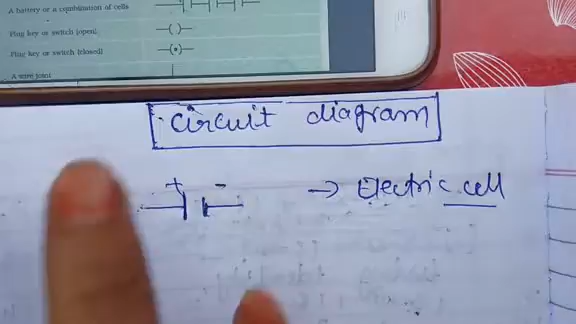 A battery or a combination of cells
Plug key or switch (open)
Plug key or switch (closed)
A wire joint
circuit diagram
+ - → Electric cell